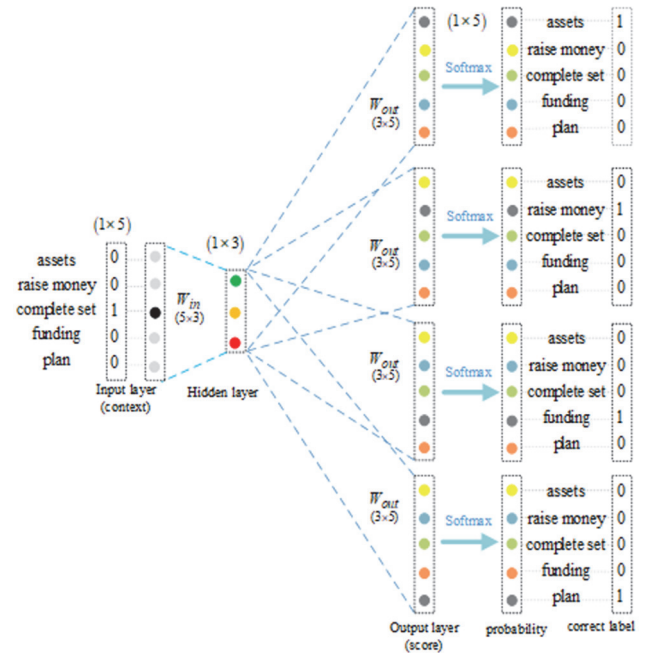 (1×5)
assets 1
raise money 0
Softmax
complete set 0
W_out
(3×5)
funding 0
plan 0
assets 0
raise money 1
Softmax
complete set 0
W_out
(3×5)
funding 0
plan 0
(1×5)
assets 0
raise money 0
complete set 1
funding 0
plan 0
Input layer
(context)
W_in
(5×3)
(1×3)
Hidden layer
assets 0
raise money 0
W_out
(3×5)
Softmax
complete set 0
funding 1
plan 0
assets 0
raise money 0
W_out
(3×5)
Softmax
complete set 0
funding 0
plan 1
Output layer
(score)
probability
correct label